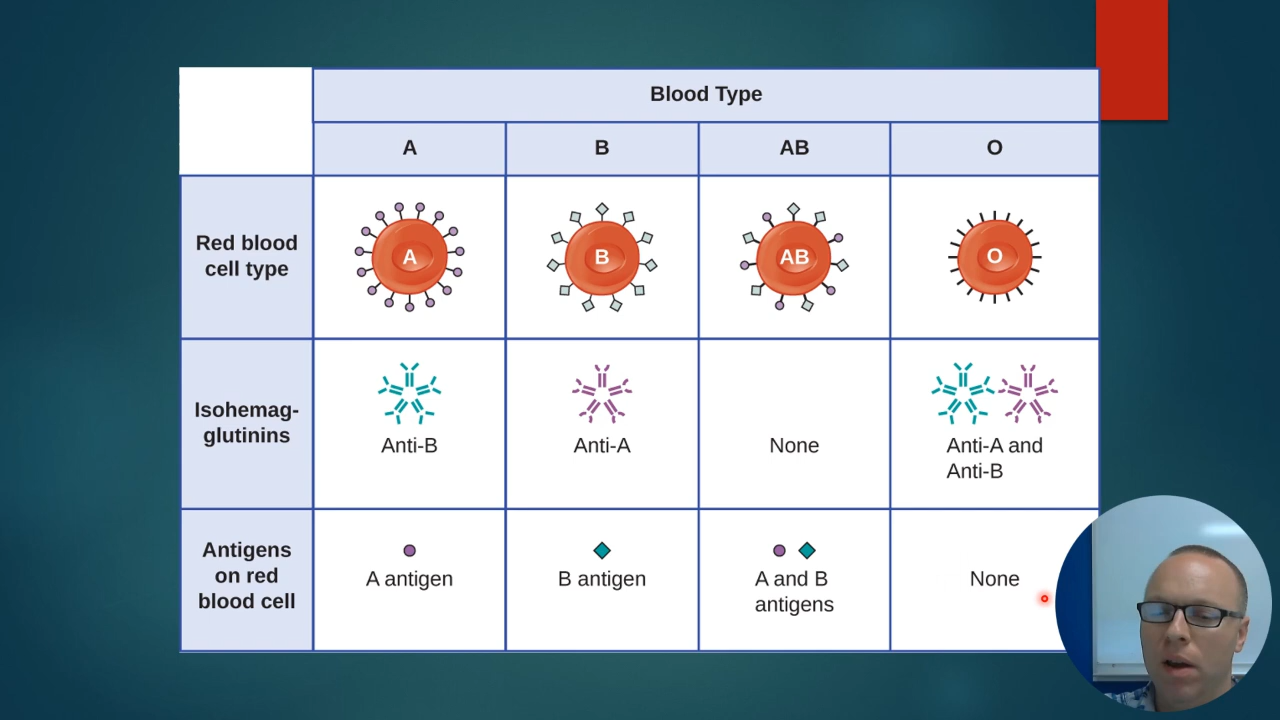 Blood Type
A
B
AB
O
Red blood
cell type
A
B
AB
O
Isohemag-
glutinins
Anti-B
Anti-A
None
Anti-A and
Anti-B
Antigens
on red
blood cell
A antigen
B antigen
A and B
antigens
None